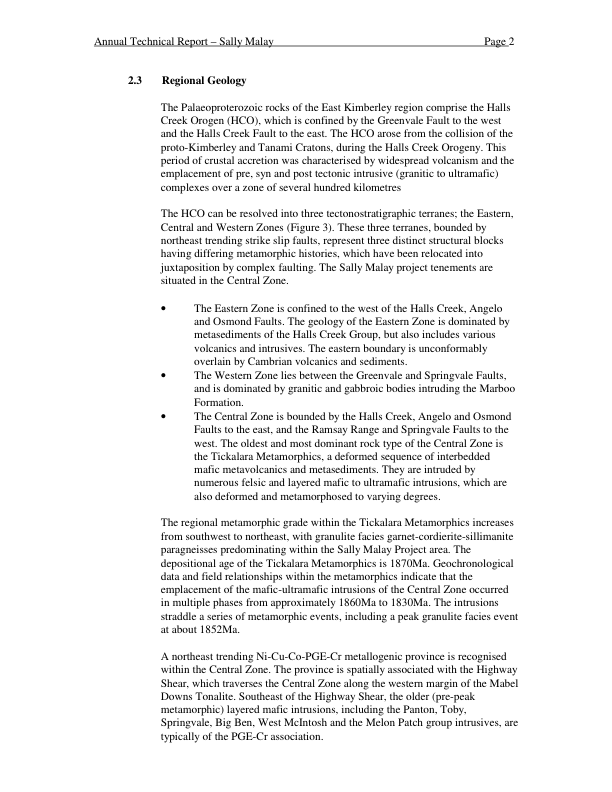 Annual Technical Report – Sally Malay Page 2
2.3 Regional Geology
The Palaeoproterozoic rocks of the East Kimberley region comprise the Halls
Creek Orogen (HCO), which is confined by the Greenvale Fault to the west
and the Halls Creek Fault to the east. The HCO arose from the collision of the
proto-Kimberley and Tanami Cratons, during the Halls Creek Orogeny. This
period of crustal accretion was characterised by widespread volcanism and the
emplacement of pre, syn and post tectonic intrusive (granitic to ultramafic)
complexes over a zone of several hundred kilometres
The HCO can be resolved into three tectonostratigraphic terranes; the Eastern,
Central and Western Zones (Figure 3). These three terranes, bounded by
northeast trending strike slip faults, represent three distinct structural blocks
having differing metamorphic histories, which have been relocated into
juxtaposition by complex faulting. The Sally Malay project tenements are
situated in the Central Zone.
• The Eastern Zone is confined to the west of the Halls Creek, Angelo
and Osmond Faults. The geology of the Eastern Zone is dominated by
metasediments of the Halls Creek Group, but also includes various
volcanics and intrusives. The eastern boundary is unconformably
overlain by Cambrian volcanics and sediments.
• The Western Zone lies between the Greenvale and Springvale Faults,
and is dominated by granitic and gabbroic bodies intruding the Marboo
Formation.
• The Central Zone is bounded by the Halls Creek, Angelo and Osmond
Faults to the east, and the Ramsay Range and Springvale Faults to the
west. The oldest and most dominant rock type of the Central Zone is
the Tickalara Metamorphics, a deformed sequence of interbedded
mafic metavolcanics and metasediments. They are intruded by
numerous felsic and layered mafic to ultramafic intrusions, which are
also deformed and metamorphosed to varying degrees.
The regional metamorphic grade within the Tickalara Metamorphics increases
from southwest to northeast, with granulite facies garnet-cordierite-sillimanite
paragneisses predominating within the Sally Malay Project area. The
depositional age of the Tickalara Metamorphics is 1870Ma. Geochronological
data and field relationships within the metamorphics indicate that the
emplacement of the mafic-ultramafic intrusions of the Central Zone occurred
in multiple phases from approximately 1860Ma to 1830Ma. The intrusions
straddle a series of metamorphic events, including a peak granulite facies event
at about 1852Ma.
A northeast trending Ni-Cu-Co-PGE-Cr metallogenic province is recognised
within the Central Zone. The province is spatially associated with the Highway
Shear, which traverses the Central Zone along the western margin of the Mabel
Downs Tonalite. Southeast of the Highway Shear, the older (pre-peak
metamorphic) layered mafic intrusions, including the Panton, Toby,
Springvale, Big Ben, West McIntosh and the Melon Patch group intrusives, are
typically of the PGE-Cr association.